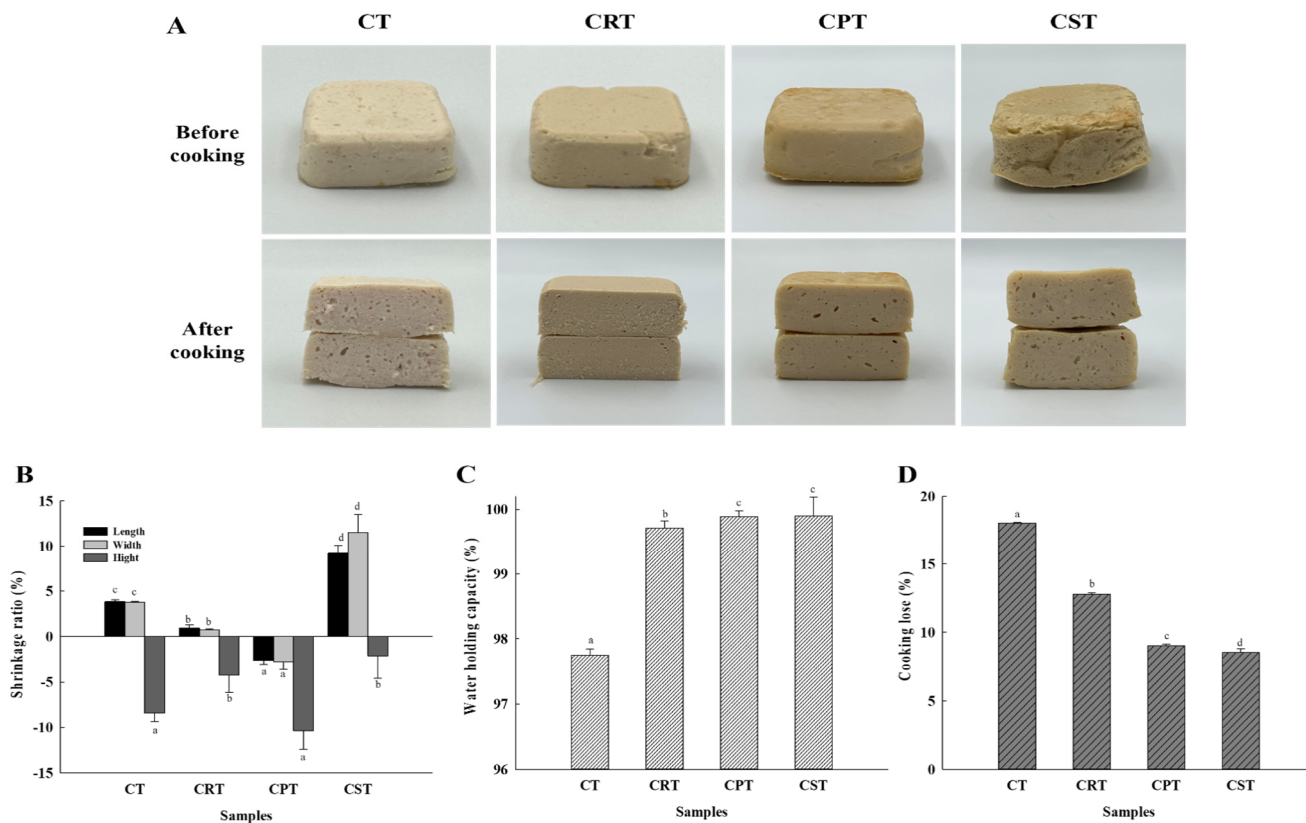 A
CT CRT CPT CST
Before
cooking
After
cooking
B
Shrinkage ratio (%)
15
10
5
0
-5
-10
-15
Length
Width
Hight
c c
a
b b
b
a a
a
d d
b
CT CRT CPT CST
Samples
C
Water holding capacity (%)
100
99
98
97
96
a
b
c
c
CT CRT CPT CST
Samples
D
Cooking lose (%)
20
15
10
5
0
a
b
c
d
CT CRT CPT CST
Samples